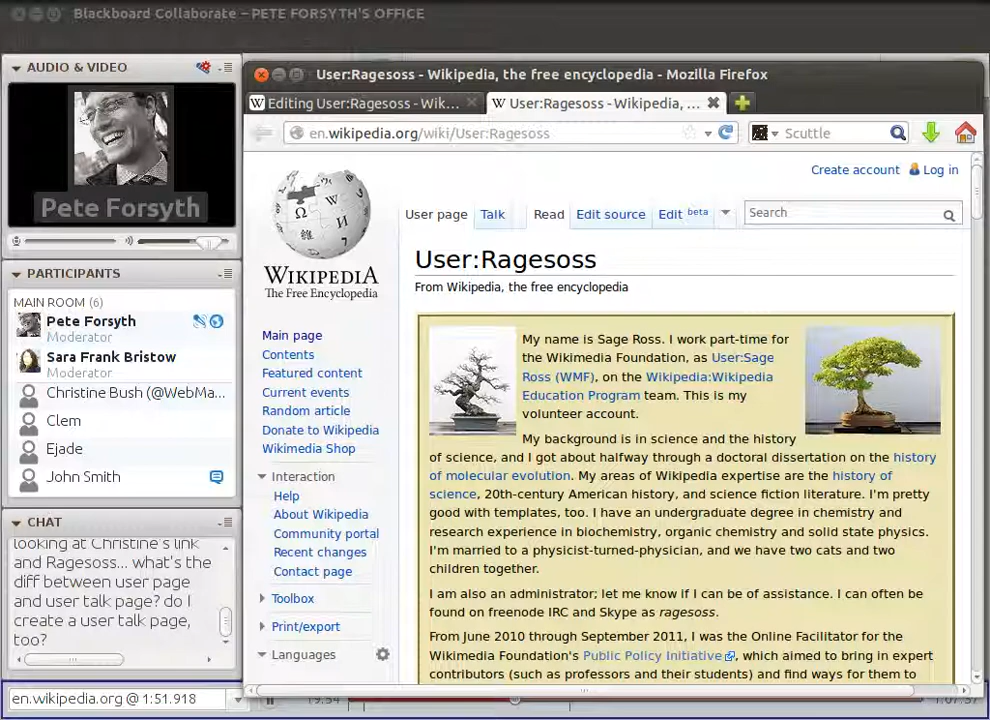 Blackboard Collaborate – PETE FORSYTH'S OFFICE
AUDIO & VIDEO
Pete Forsyth
PARTICIPANTS
MAIN ROOM (6)
Pete Forsyth
Moderator
Sara Frank Bristow
Moderator
Christine Bush (@WebMa...
Clem
Ejade
John Smith
CHAT
looking at Christine's link
and Ragesoss... what's the
diff between user page
and user talk page? do I
create a user talk page,
too?
en.wikipedia.org @ 1:51.918
User:Ragesoss - Wikipedia, the free encyclopedia - Mozilla Firefox
Editing User:Ragesoss - Wik...
User:Ragesoss - Wikipedia, ...
en.wikipedia.org/wiki/User:Ragesoss
Scuttle
Create account Log in
User page Talk Read Edit source Edit beta
Search
WIKIPEDIA
The Free Encyclopedia
Main page
Contents
Featured content
Current events
Random article
Donate to Wikipedia
Wikimedia Shop
Interaction
Help
About Wikipedia
Community portal
Recent changes
Contact page
Toolbox
Print/export
Languages
User:Ragesoss
From Wikipedia, the free encyclopedia
My name is Sage Ross. I work part-time for
the Wikimedia Foundation, as User:Sage
Ross (WMF), on the Wikipedia:Wikipedia
Education Program team. This is my
volunteer account.
My background is in science and the history
of science, and I got about halfway through a doctoral dissertation on the history
of molecular evolution. My areas of Wikipedia expertise are the history of
science, 20th-century American history, and science fiction literature. I'm pretty
good with templates, too. I have an undergraduate degree in chemistry and
research experience in biochemistry, organic chemistry and solid state physics.
I'm married to a physicist-turned-physician, and we have two cats and two
children together.
I am also an administrator; let me know if I can be of assistance. I can often be
found on freenode IRC and Skype as ragesoss.
From June 2010 through September 2011, I was the Online Facilitator for the
Wikimedia Foundation's Public Policy Initiative, which aimed to bring in expert
contributors (such as professors and their students) and find ways for them to